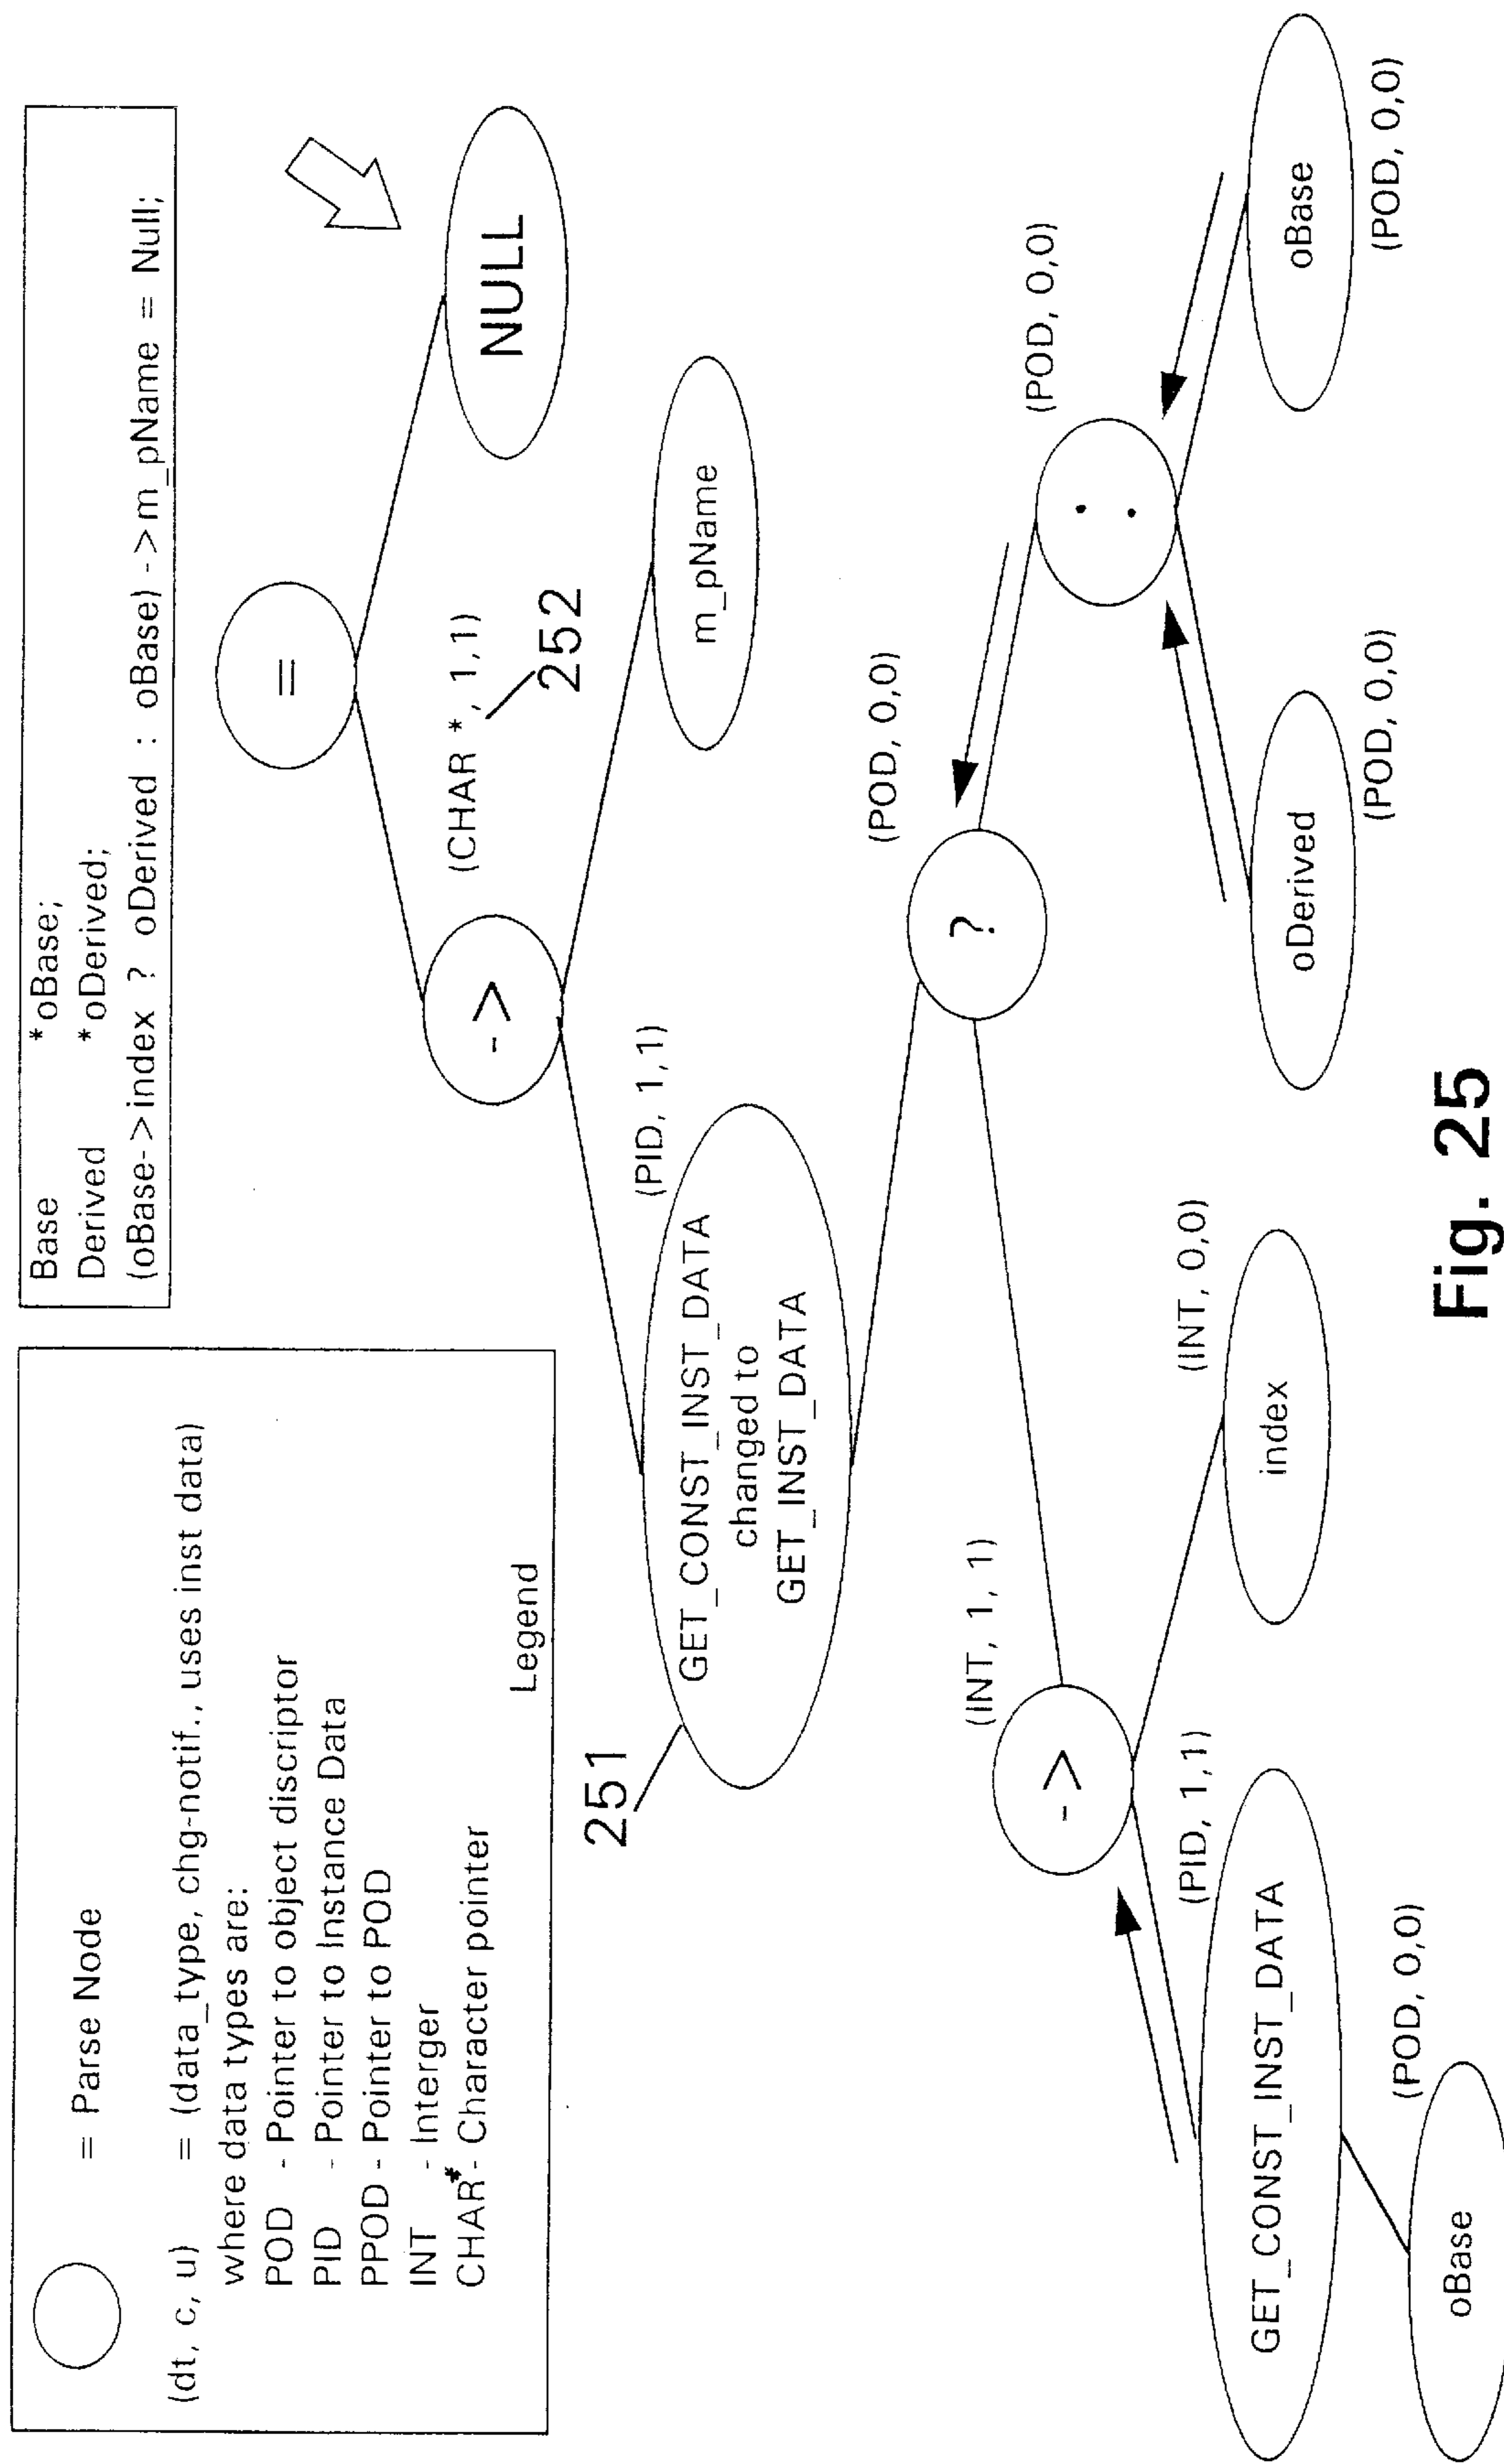 = Parse Node
(dt, c, u) = (data_type, chg-notif., uses inst data)
where data types are:
POD - Pointer to object discriptor
PID - Pointer to Instance Data
PPOD - Pointer to POD
INT - Interger
CHAR* - Character pointer
Legend
Base *oBase;
Derived *oDerived;
(oBase->index ? oDerived : oBase) ->m_pName = Null;
=
NULL
(CHAR *, 1,1)
252
->
m_pName
(PID, 1,1)
251
GET_CONST_INST_DATA
changed to
GET_INST_DATA
(POD, 0,0)
?
(POD, 0,0)
:
(INT, 1, 1)
->
(PID, 1,1)
(INT, 0,0)
index
GET_CONST_INST_DATA
(POD, 0,0)
oBase
oDerived
(POD, 0,0)
oBase
(POD, 0,0)
Fig. 25